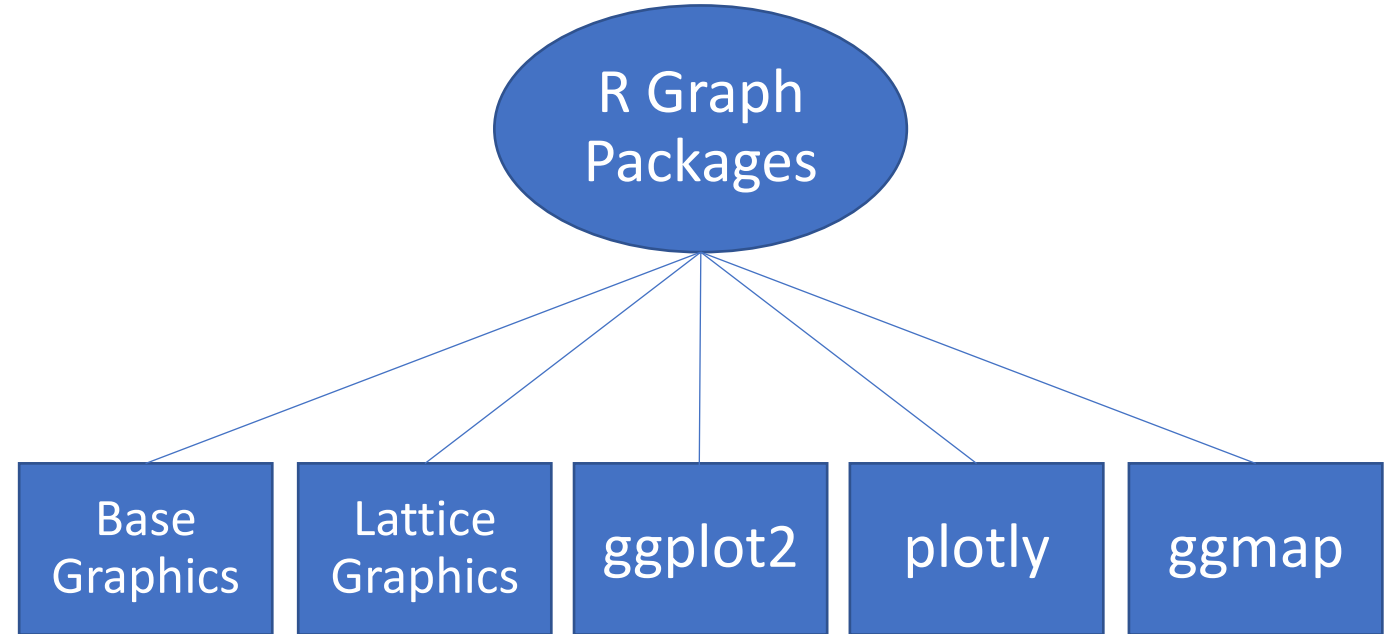 R Graph
Packages
Base
Graphics
Lattice
Graphics
ggplot2
plotly
ggmap